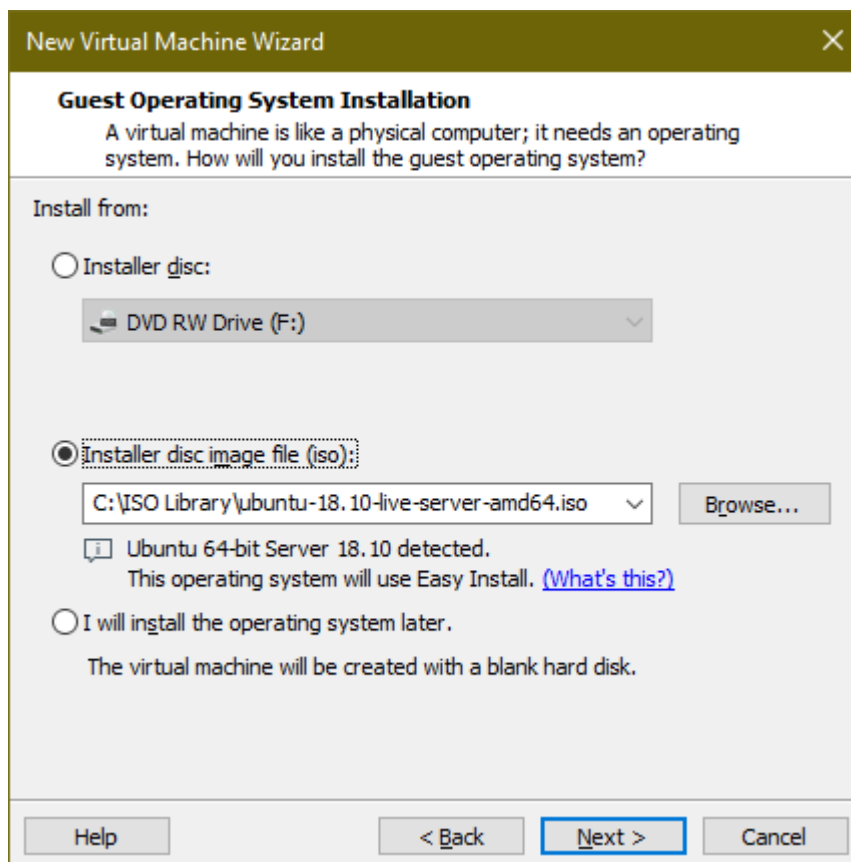 New Virtual Machine Wizard
Guest Operating System Installation
A virtual machine is like a physical computer; it needs an operating
system. How will you install the guest operating system?
Install from:
Installer disc:
DVD RW Drive (F:)
Installer disc image file (iso):
C:\ISO Library\ubuntu-18.10-live-server-amd64.iso
Browse...
Ubuntu 64-bit Server 18.10 detected.
This operating system will use Easy Install. (What's this?)
I will install the operating system later.
The virtual machine will be created with a blank hard disk.
Help < Back Next > Cancel